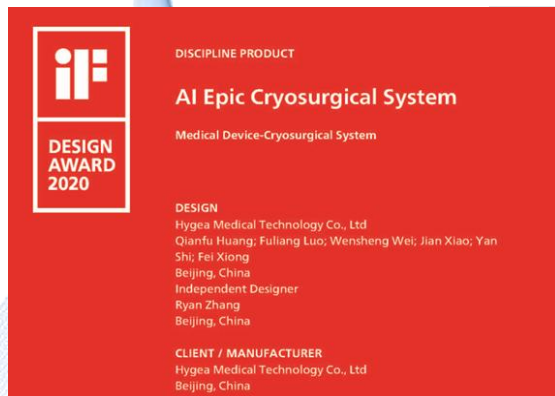 iF
DESIGN
AWARD
2020
DISCIPLINE PRODUCT
AI Epic Cryosurgical System
Medical Device-Cryosurgical System
DESIGN
Hygea Medical Technology Co., Ltd
Qianfu Huang; Fuliang Luo; Wensheng Wei; Jian Xiao; Yan
Shi; Fei Xiong
Beijing, China
Independent Designer
Ryan Zhang
Beijing, China
CLIENT / MANUFACTURER
Hygea Medical Technology Co., Ltd
Beijing, China